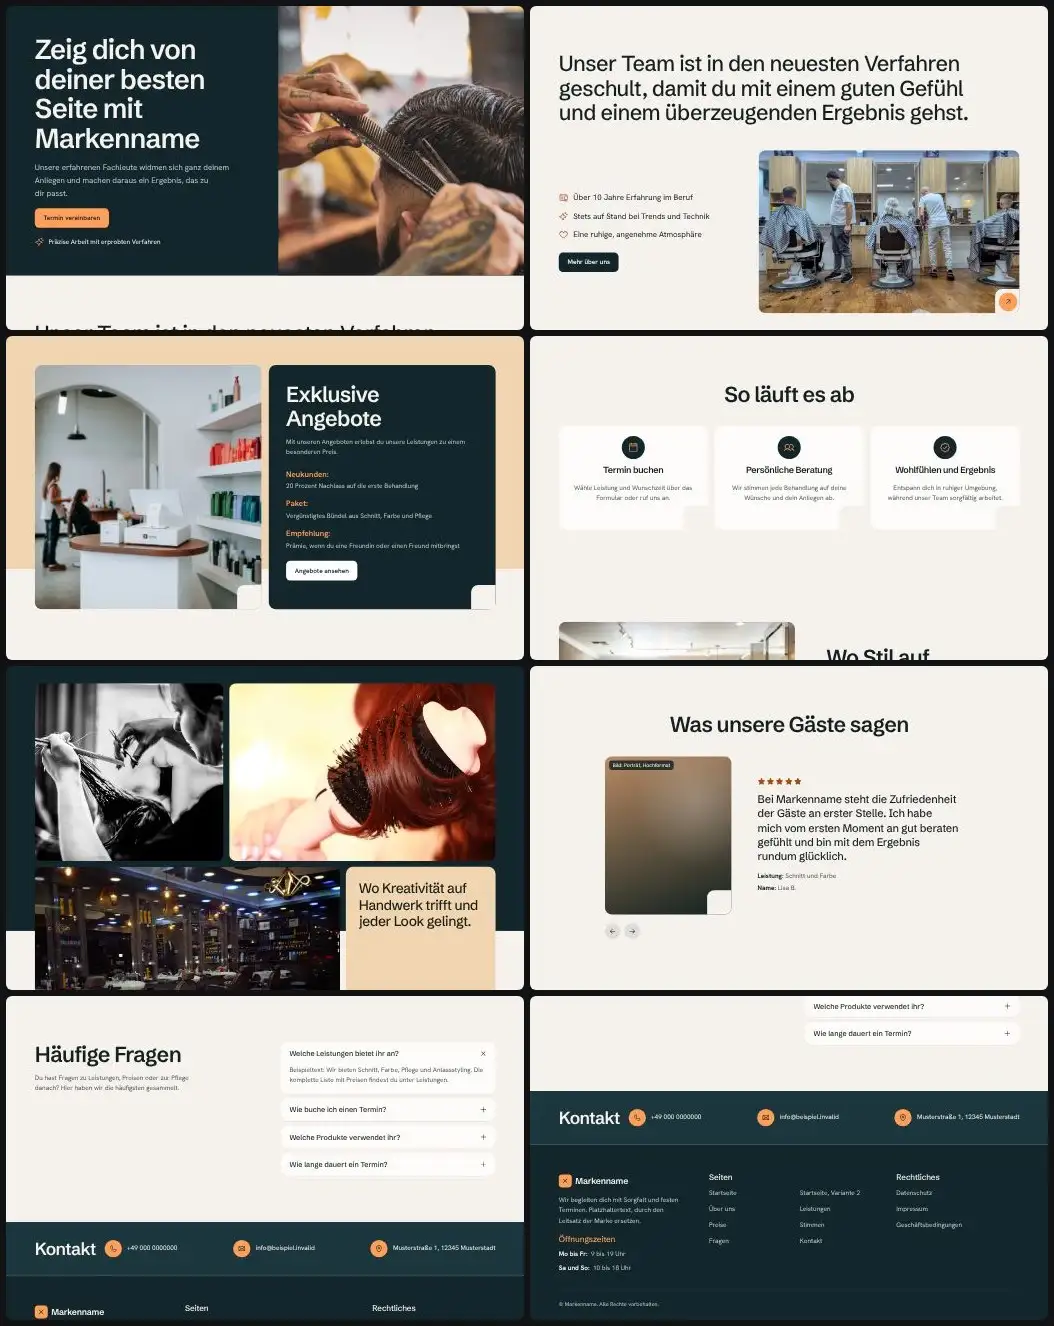 Zeig dich von
deiner besten
Seite mit
Markenname
Unsere erfahrenen Fachleute widmen sich ganz deinem
Anliegen und machen daraus ein Ergebnis, das zu
dir passt.
Termin vereinbaren
Präzise Arbeit mit erprobten Verfahren
Unser Team ist in den neuesten Verfahren
Unser Team ist in den neuesten Verfahren
geschult, damit du mit einem guten Gefühl
und einem überzeugenden Ergebnis gehst.
Über 10 Jahre Erfahrung im Beruf
Stets auf Stand bei Trends und Technik
Eine ruhige, angenehme Atmosphäre
Mehr über uns
Exklusive
Angebote
Mit unseren Angeboten erlebst du unsere Leistungen zu einem
besonderen Preis.
Neukunden:
20 Prozent Nachlass auf die erste Behandlung
Paket:
Vergünstigtes Bündel aus Schnitt, Farbe und Pflege
Empfehlung:
Prämie, wenn du eine Freundin oder einen Freund mitbringst
Angebote ansehen
So läuft es ab
Termin buchen
Wähle Leistung und Wunschzeit über das
Formular oder ruf uns an.
Persönliche Beratung
Wir stimmen jede Behandlung auf deine
Wünsche und dein Anliegen ab.
Wohlfühlen und Ergebnis
Entspann dich in ruhiger Umgebung,
während unser Team sorgfältig arbeitet.
Wo Stil auf
Wo Kreativität auf
Handwerk trifft und
jeder Look gelingt.
Was unsere Gäste sagen
Bild: Porträt, Hochformat
Bei Markenname steht die Zufriedenheit
der Gäste an erster Stelle. Ich habe
mich vom ersten Moment an gut beraten
gefühlt und bin mit dem Ergebnis
rundum glücklich.
Leistung: Schnitt und Farbe
Name: Lisa B.
Häufige Fragen
Du hast Fragen zu Leistungen, Preisen oder zur Pflege
danach? Hier haben wir die häufigsten gesammelt.
Welche Leistungen bietet ihr an?
Beispieltext: Wir bieten Schnitt, Farbe, Pflege und Anlassstyling. Die
komplette Liste mit Preisen findest du unter Leistungen.
Wie buche ich einen Termin?
Welche Produkte verwendet ihr?
Wie lange dauert ein Termin?
Kontakt
+49 000 0000000
info@beispiel.invalid
Musterstraße 1, 12345 Musterstadt
Markenname
Seiten
Rechtliches
Welche Produkte verwendet ihr?
Wie lange dauert ein Termin?
Kontakt
+49 000 0000000
info@beispiel.invalid
Musterstraße 1, 12345 Musterstadt
Markenname
Wir begleiten dich mit Sorgfalt und festen
Terminen. Platzhaltertext, durch den
Leitsatz der Marke ersetzen.
Öffnungszeiten
Mo bis Fr: 9 bis 19 Uhr
Sa und So: 10 bis 18 Uhr
Seiten
Startseite
Über uns
Preise
Fragen
Startseite, Variante 2
Leistungen
Stimmen
Kontakt
Rechtliches
Datenschutz
Impressum
Geschäftsbedingungen
© Markenname. Alle Rechte vorbehalten.